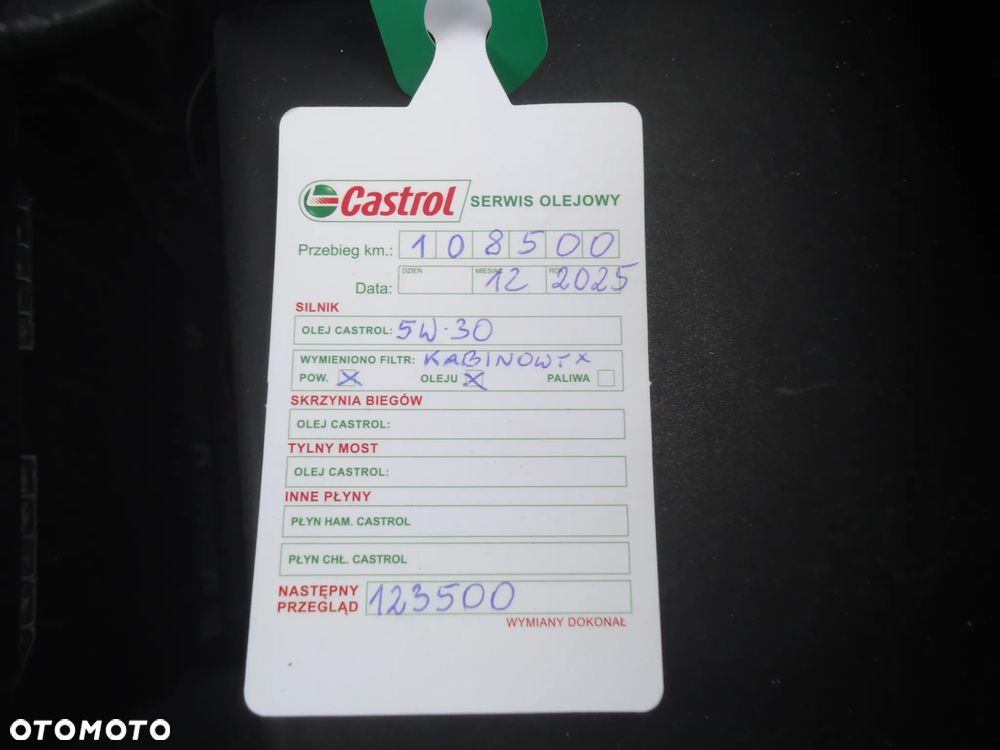 Castrol SERWIS OLEJOWY
Przebieg km.: 108500
DZIEŃ MIESIĄC ROK
Data: 12 2025
SILNIK
OLEJ CASTROL: 5W-30
WYMIENIONO FILTR: KABINOWY x
POW. x OLEJU x PALIWA
SKRZYNIA BIEGÓW
OLEJ CASTROL:
TYLNY MOST
OLEJ CASTROL:
INNE PŁYNY
PŁYN HAM. CASTROL
PŁYN CHŁ. CASTROL
NASTĘPNY
PRZEGLĄD 123500
WYMIANY DOKONAŁ
OTOMOTO